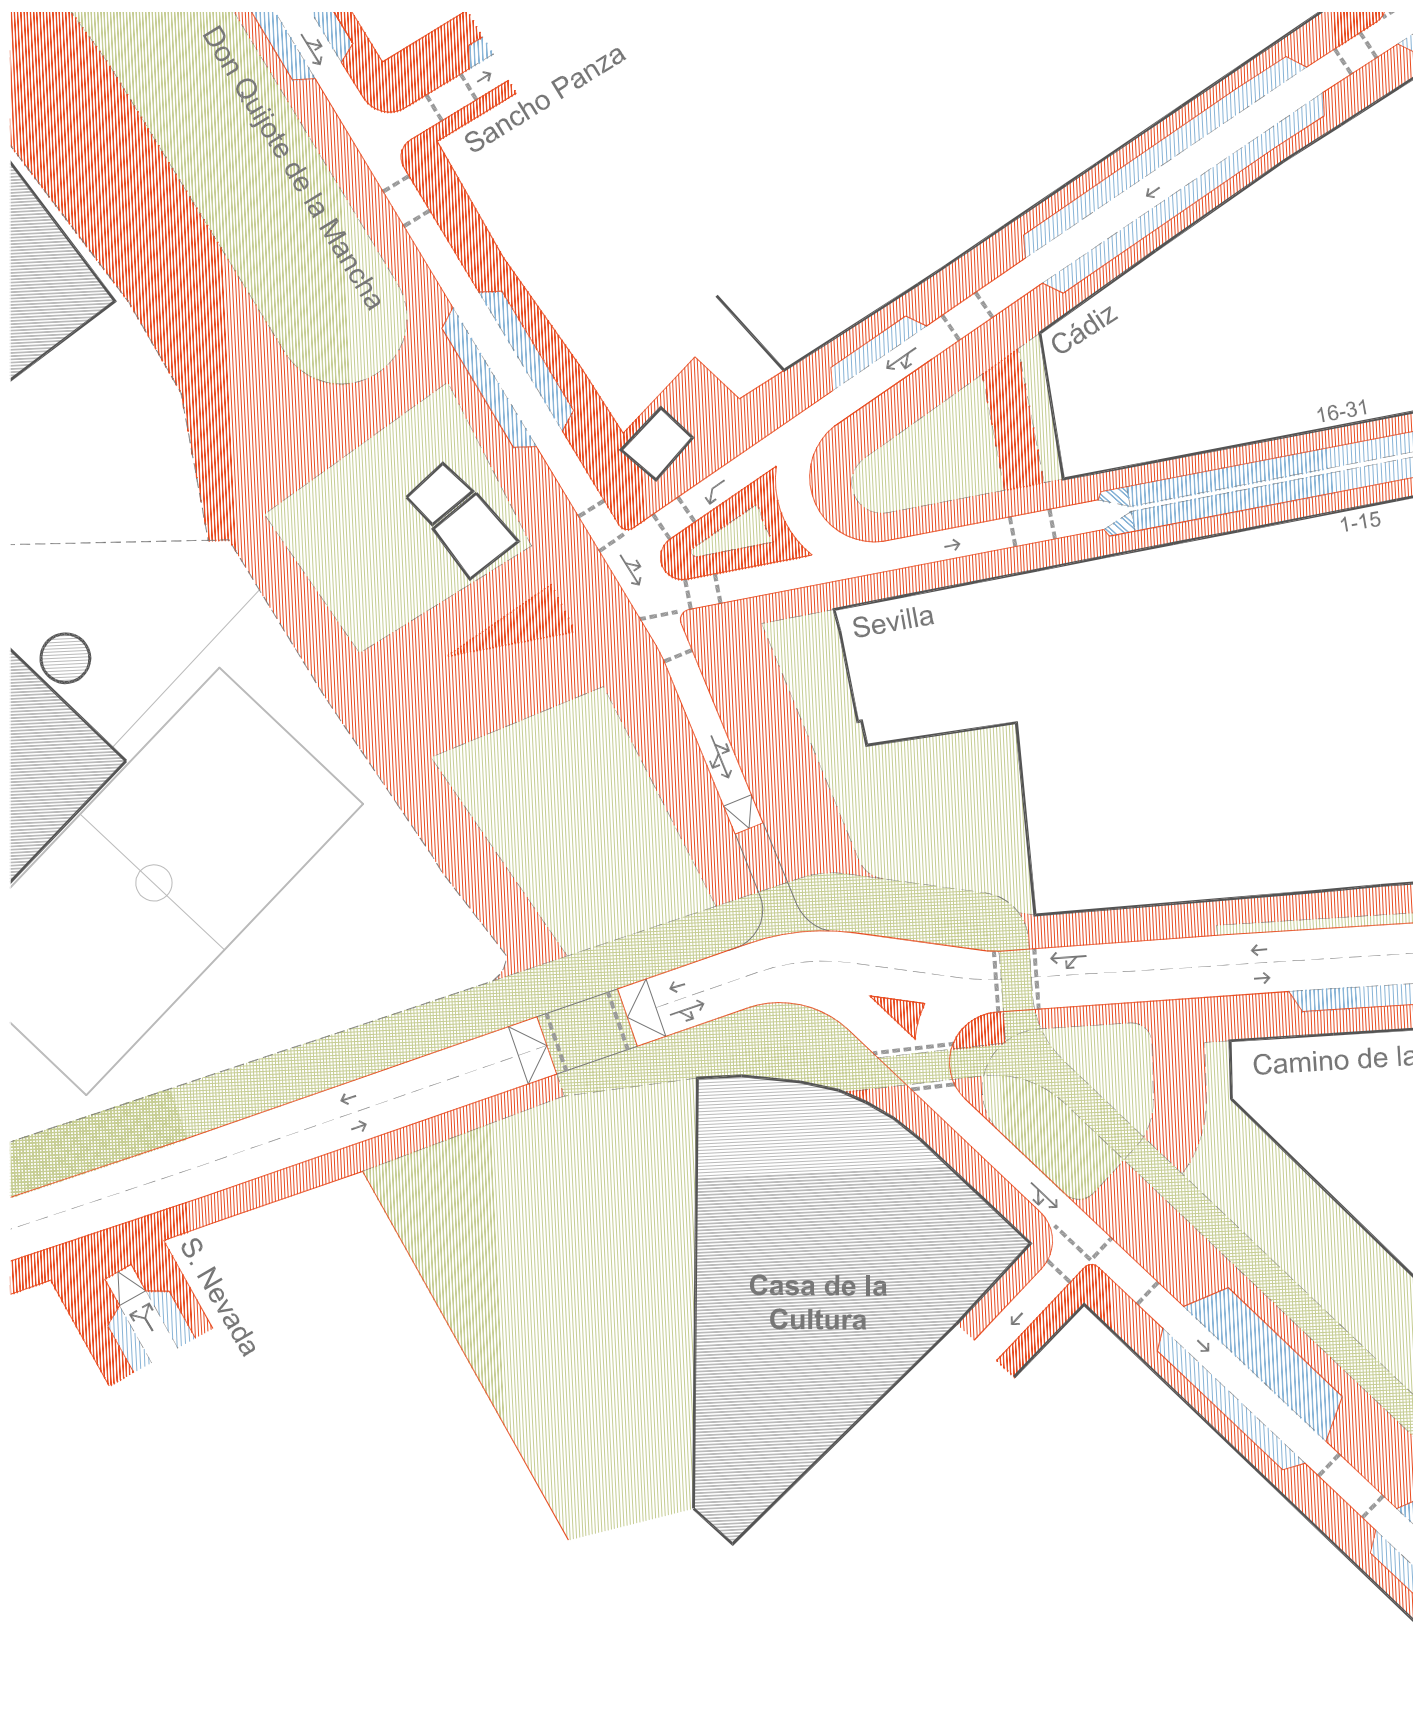 Don Quijote de la Mancha
Sancho Panza
Cádiz
16-31
1-15
Sevilla
Camino de la
S. Nevada
Casa de la
Cultura